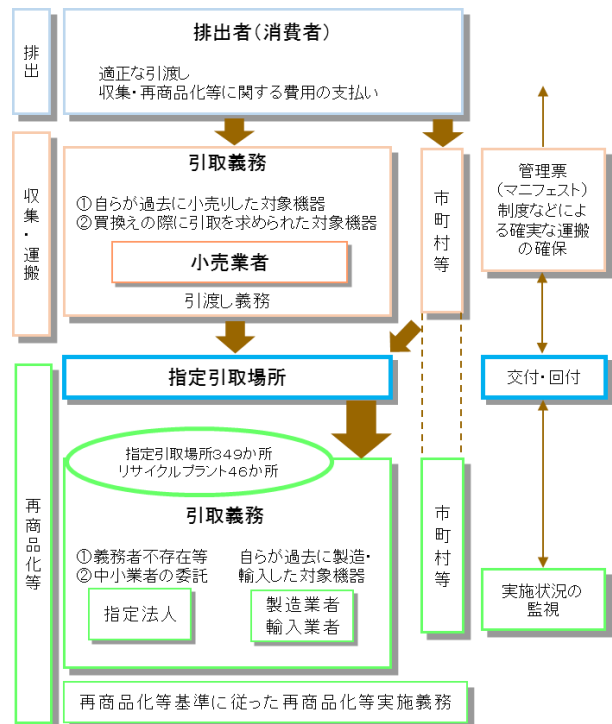 排出
排出者（消費者）
適正な引渡し
収集・再商品化等に関する費用の支払い
収集・運搬
引取義務
①自らが過去に小売りした対象機器
②買換えの際に引取を求められた対象機器
小売業者
引渡し義務
市町村等
管理票
（マニフェスト）
制度などによ
る確実な運搬
の確保
指定引取場所
交付・回付
再商品化等
指定引取場所349か所
リサイクルプラント46か所
引取義務
①義務者不存在等
②中小業者の委託
指定法人
自らが過去に製造・
輸入した対象機器
製造業者
輸入業者
市町村等
実施状況の
監視
再商品化等基準に従った再商品化等実施義務